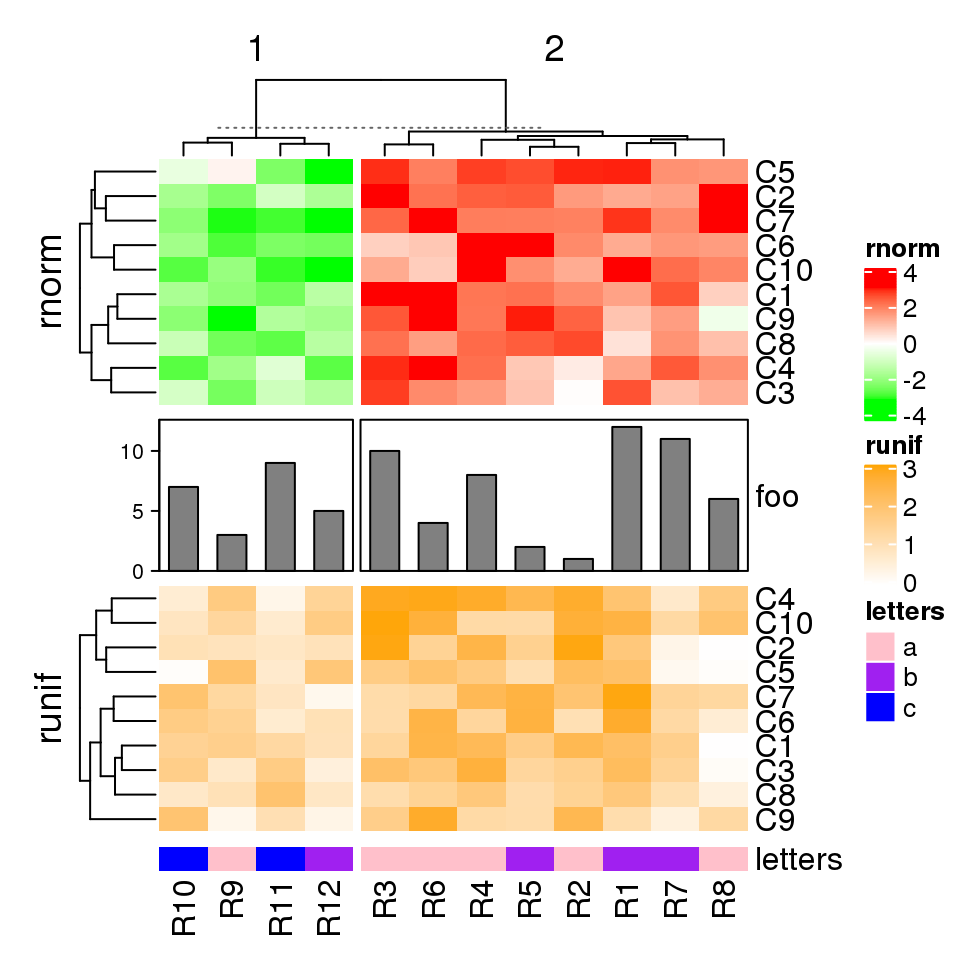 1 2
rnorm
C5
C2
C7
C6
C10
C1
C9
C8
C4
C3
10
5
0
foo
runif
C4
C10
C2
C5
C7
C6
C1
C3
C8
C9
letters
R10 R9 R11 R12 R3 R6 R4 R5 R2 R1 R7 R8
rnorm
4
2
0
-2
-4
runif
3
2
1
0
letters
a
b
c